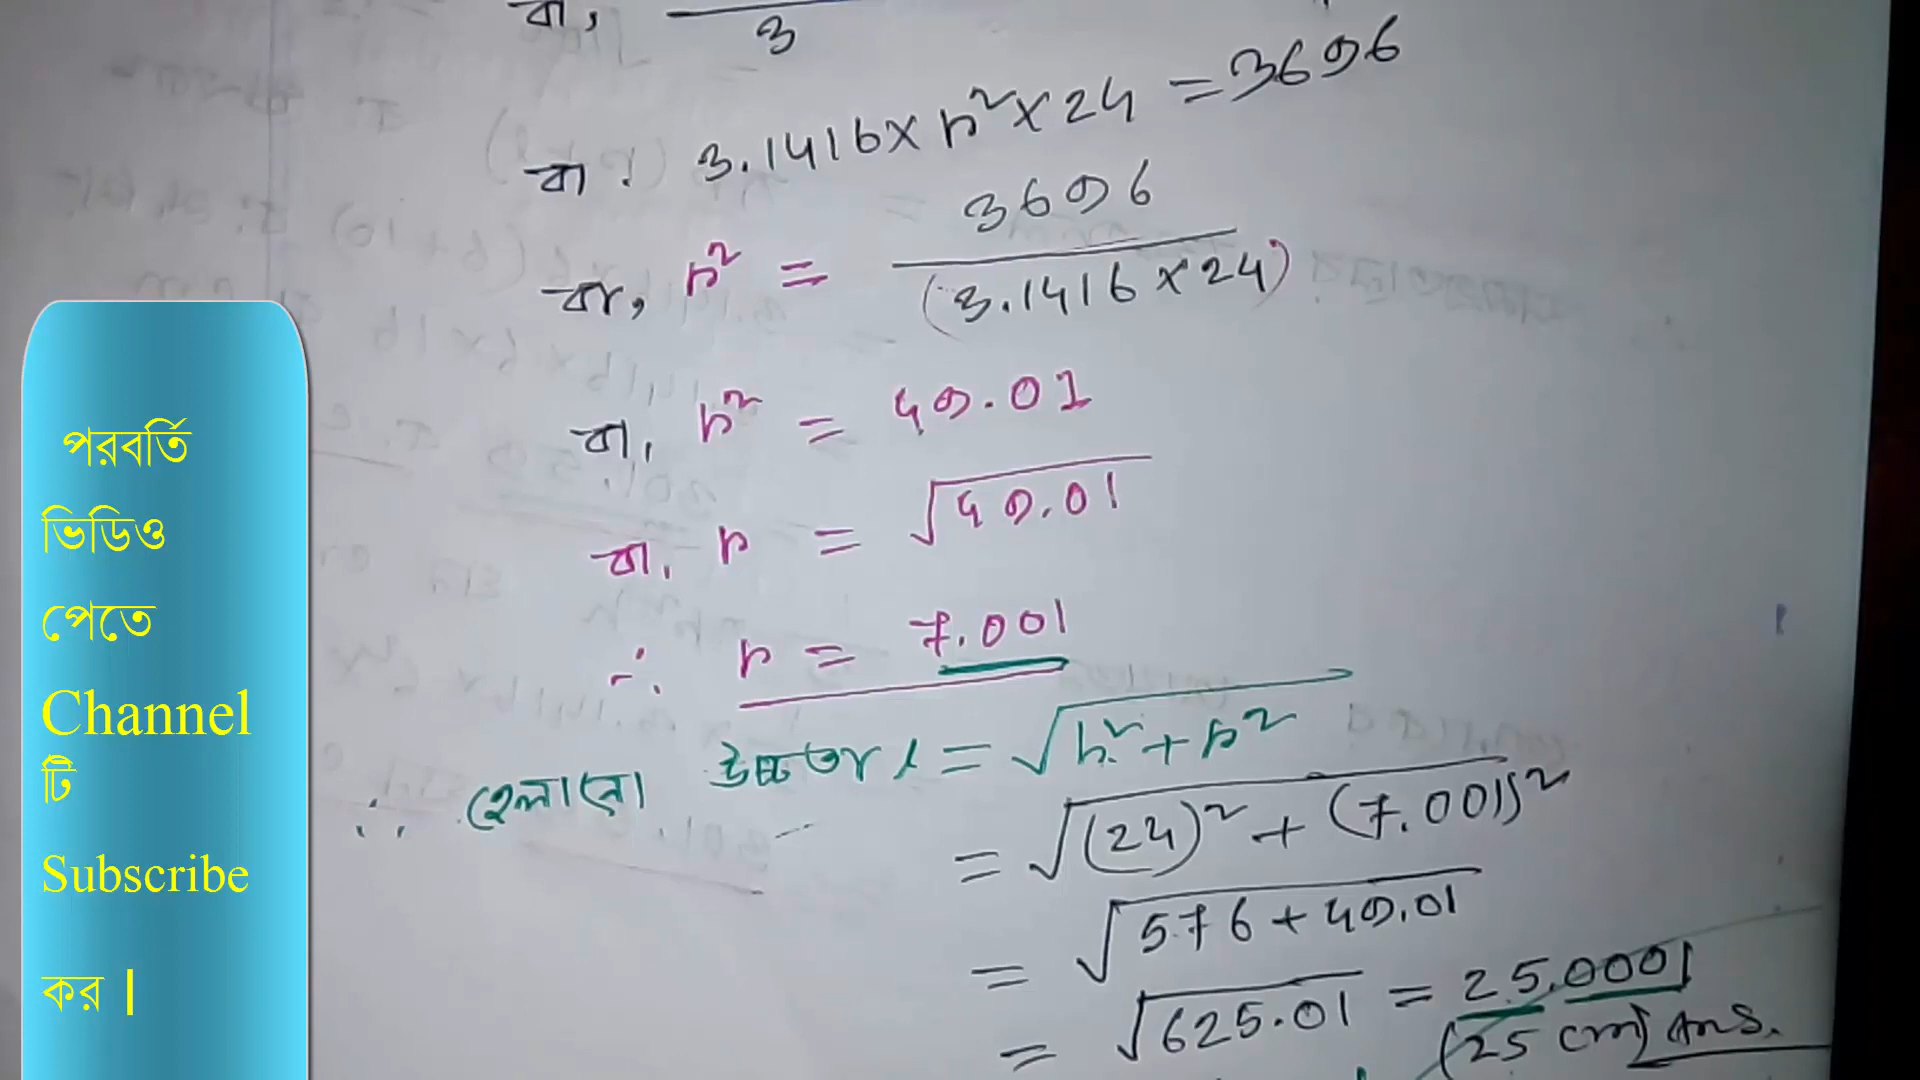 বা,
3
বা, 3.1416 × r² × 24 = 3696
3696
বা, r² =
(3.1416 × 24)
বা, r² = 49.01
বা, r = √49.01
∴ r = 7.001
∴ হেলানো উচ্চতা l = √h² + r²
= √(24)² + (7.001)²
= √576 + 49.01
= √625.01 = 25.0001
(25 cm) Ans.
পরবর্তি
ভিডিও
পেতে
Channel
টি
Subscribe
কর |